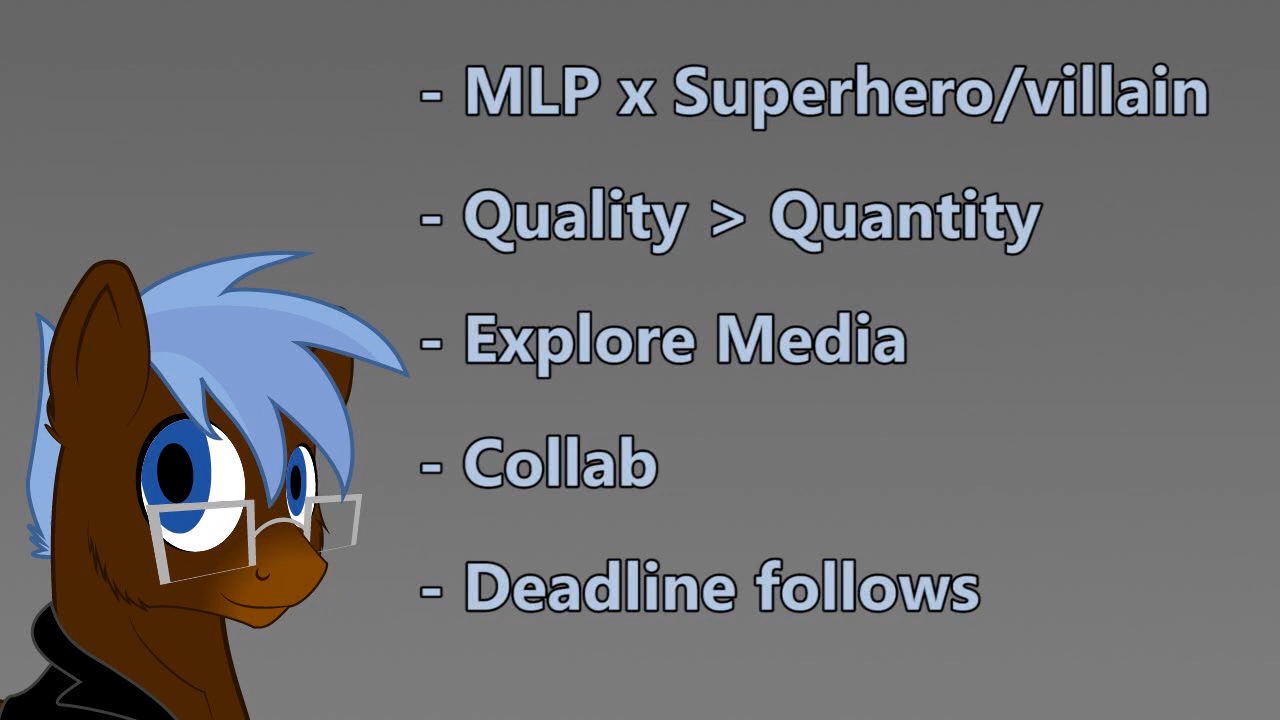 - MLP x Superhero/villain
- Quality > Quantity
- Explore Media
- Collab
- Deadline follows